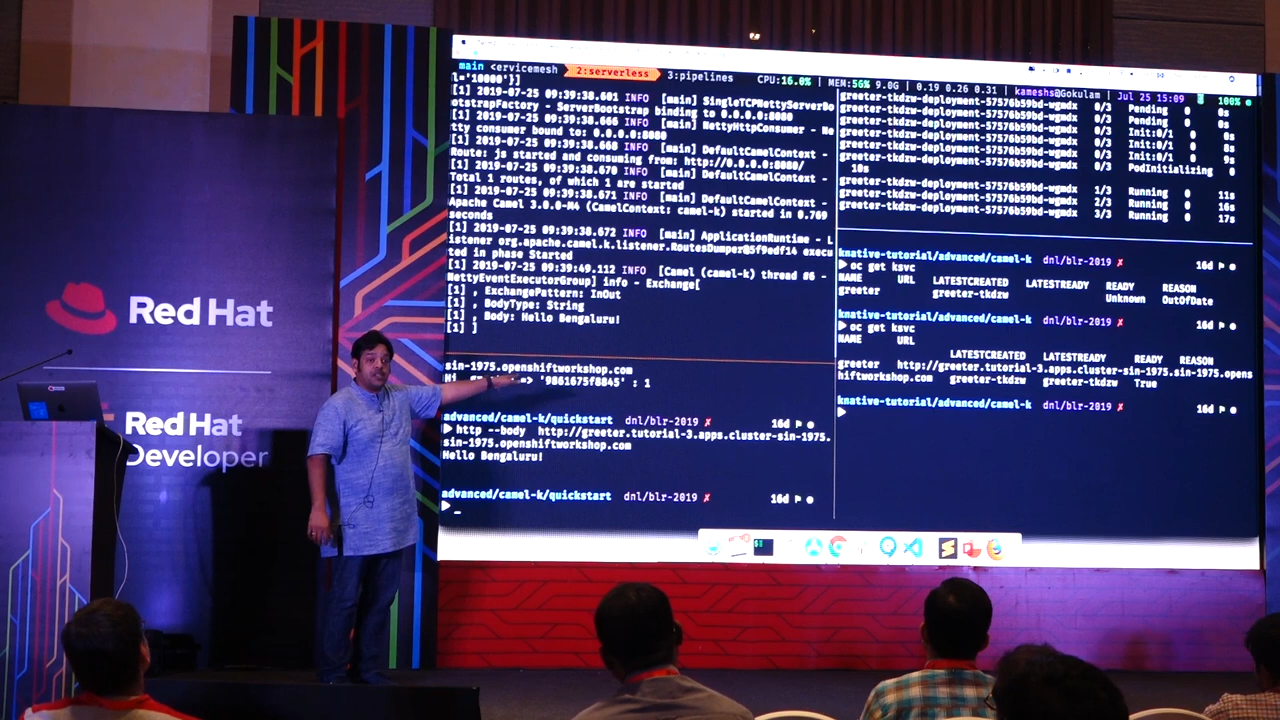 Red Hat
Red Hat
Developer
main <ervicemesh 2:serverless 3:pipelines CPU:16.0% | MEM:56% 9.0G | 0.19 0.26 0.31 | kameshs@Gokulam | Jul 25 15:09 100%
l='10000'}]
[1] 2019-07-25 09:39:38.601 INFO [main] SingleTCPNettyServerBo
otstrapFactory - ServerBootstrap binding to 0.0.0.0:8080
[1] 2019-07-25 09:39:38.666 INFO [main] NettyHttpConsumer - Ne
tty consumer bound to: 0.0.0.0:8080
[1] 2019-07-25 09:39:38.668 INFO [main] DefaultCamelContext -
Route: js started and consuming from: http://0.0.0.0:8080/
[1] 2019-07-25 09:39:38.670 INFO [main] DefaultCamelContext -
Total 1 routes, of which 1 are started
[1] 2019-07-25 09:39:38.671 INFO [main] DefaultCamelContext -
Apache Camel 3.0.0-M4 (CamelContext: camel-k) started in 0.769
seconds
[1] 2019-07-25 09:39:38.672 INFO [main] ApplicationRuntime - L
istener org.apache.camel.k.listener.RoutesDumper@5f9edf14 execu
ted in phase Started
[1] 2019-07-25 09:39:49.112 INFO [Camel (camel-k) thread #6 -
NettyEventExecutorGroup] info - Exchange[
[1] , ExchangePattern: InOut
[1] , BodyType: String
[1] , Body: Hello Bengaluru!
[1] ]
sin-1975.openshiftworkshop.com
=> '9861675f8845' : 1
advanced/camel-k/quickstart dnl/blr-2019 ✗ 16d
http --body http://greeter.tutorial-3.apps.cluster-sin-1975.
sin-1975.openshiftworkshop.com
Hello Bengaluru!
advanced/camel-k/quickstart dnl/blr-2019 ✗ 16d
greeter-tkdzw-deployment-57576b59bd-wgmdx 0/3 Pending 0 0s
greeter-tkdzw-deployment-57576b59bd-wgmdx 0/3 Pending 0 0s
greeter-tkdzw-deployment-57576b59bd-wgmdx 0/3 Init:0/1 0 0s
greeter-tkdzw-deployment-57576b59bd-wgmdx 0/3 Init:0/1 0 8s
greeter-tkdzw-deployment-57576b59bd-wgmdx 0/3 Init:0/1 0 9s
greeter-tkdzw-deployment-57576b59bd-wgmdx 0/3 PodInitializing 0
10s
greeter-tkdzw-deployment-57576b59bd-wgmdx 1/3 Running 0 11s
greeter-tkdzw-deployment-57576b59bd-wgmdx 2/3 Running 0 16s
greeter-tkdzw-deployment-57576b59bd-wgmdx 3/3 Running 0 17s
knative-tutorial/advanced/camel-k dnl/blr-2019 ✗ 16d
oc get ksvc
NAME URL LATESTCREATED LATESTREADY READY REASON
greeter greeter-tkdzw Unknown OutOfDate
knative-tutorial/advanced/camel-k dnl/blr-2019 ✗ 16d
oc get ksvc
NAME URL
LATESTCREATED LATESTREADY READY REASON
greeter http://greeter.tutorial-3.apps.cluster-sin-1975.sin-1975.opens
hiftworkshop.com greeter-tkdzw greeter-tkdzw True
knative-tutorial/advanced/camel-k dnl/blr-2019 ✗ 16d